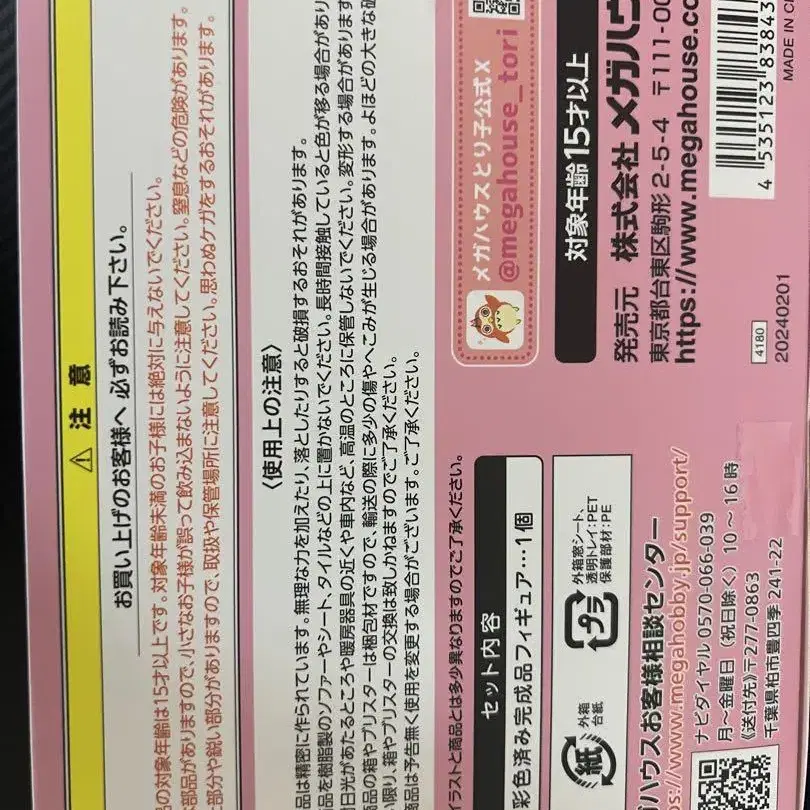 ⚠ 注 意
お買い上げのお客様へ 必ずお読み下さい。
の対象年齢は15才以上です。対象年齢未満のお子様には絶対に与えないでください。
部品がありますので、小さなお子様が誤って飲み込まないように注意してください。窒息などの危険があります。
部分や鋭い部分がありますので、取扱や保管場所に注意してください。思わぬケガをするおそれがあります。
〈使用上の注意〉
品は精密に作られています。無理な力を加えたり、落としたりすると破損するおそれがあります。
品を樹脂製のソファーやシート、タイルなどの上に置かないでください。長時間接触していると色が移る場合があり
日光があたるところや暖房器具の近くや車内など、高温のところに保管しないでください。変形する場合があります
商品の箱やブリスターは梱包材ですので、輸送の際に多少の傷やへこみが生じる場合があります。よほどの大きな破
い限り、箱やブリスターの交換は致しかねますのでご了承ください。
商品は予告無く使用を変更する場合がございます。ご了承ください。
イラストと商品とは多少異なりますのでご了承ください。
セット内容
彩色済み完成品フィギュア…1個
紙
外箱
台紙
プラ
外箱窓シート、
透明トレイ:PET
保護部材:PE
ハウスお客様相談センター
https://www.megahobby.jp/support/
ナビダイヤル 0570-066-039
月〜金曜日(祝日除く)10〜16時
《送付先》〒277-0863
千葉県柏市豊四季 241-22
メガハウスとり子公式X
@megahouse_tori
対象年齢15才以上
発売元 株式会社 メガハウ
東京都台東区駒形2-5-4 〒111-00
https://www.megahouse.co
4180
20240201
4 535123 83843
MADE IN C